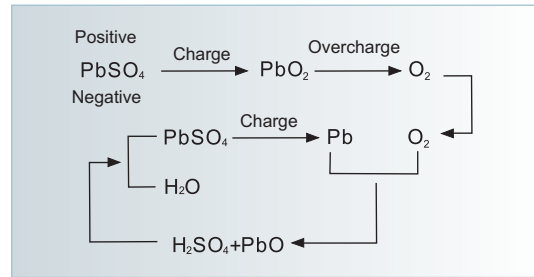 Positive
Charge
Overcharge
PbSO₄
PbO₂
O₂
Negative
Charge
PbSO₄
Pb
O₂
H₂O
H₂SO₄+PbO